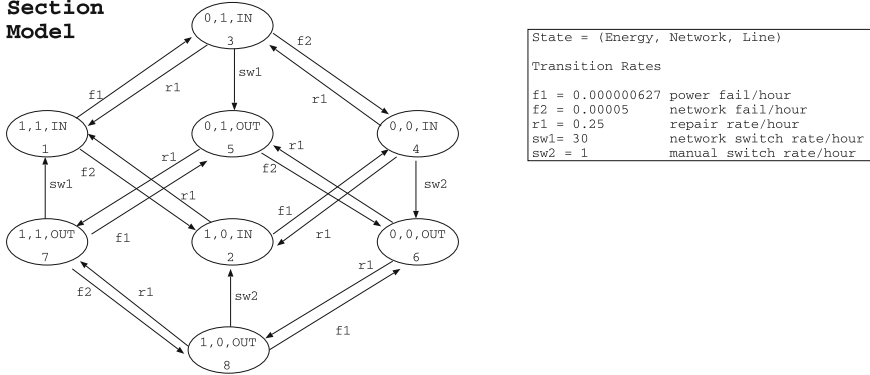 Section
Model
0,1,IN
3
f2
f1
r1
sw1
r1
1,1,IN
1
0,1,OUT
5
0,0,IN
4
r1
r1
f2
f2
sw1
r1
f1
sw2
1,1,OUT
7
f1
1,0,IN
2
r1
0,0,OUT
6
r1
f2
r1
sw2
f1
1,0,OUT
8
State = (Energy, Network, Line)
Transition Rates
f1 = 0.000000627 power fail/hour
f2 = 0.00005 network fail/hour
r1 = 0.25 repair rate/hour
sw1= 30 network switch rate/hour
sw2 = 1 manual switch rate/hour